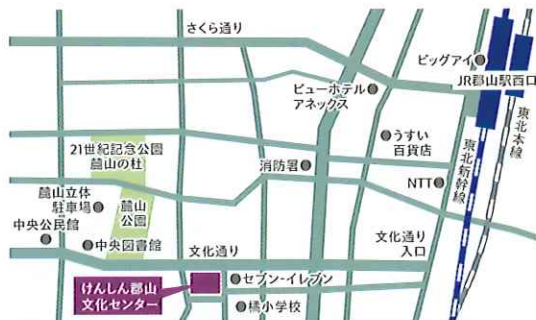 さくら通り
ビッグアイ
JR郡山駅西口
ビューホテル
アネックス
うすい
百貨店
東北本線
東北新幹線
21世紀記念公園
麓山の杜
消防署
NTT
麓山立体
駐車場
麓山
公園
中央公民館
中央図書館
文化通り
文化通り
入口
けんしん郡山
文化センター
セブン-イレブン
橘小学校